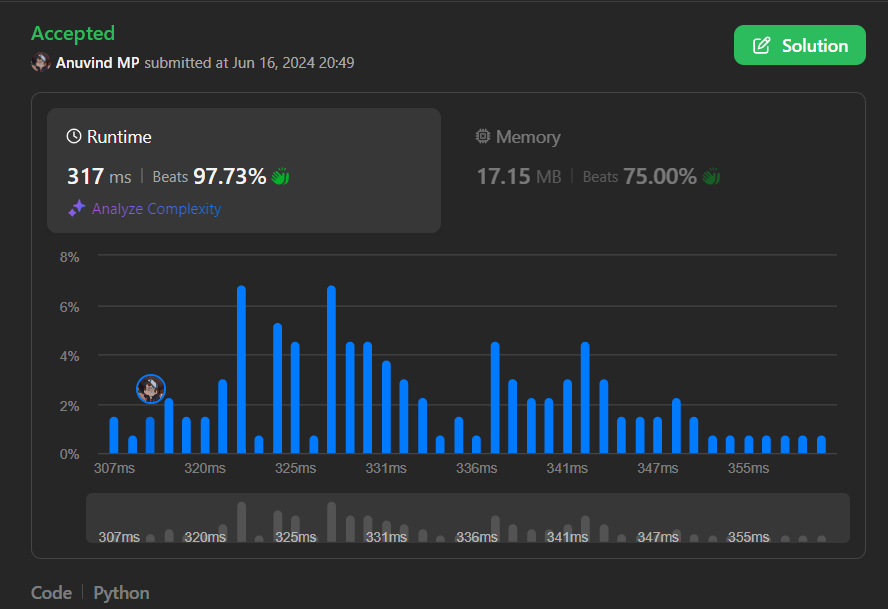 Accepted
Solution
Anuvind MP submitted at Jun 16, 2024 20:49
Runtime
317 ms | Beats 97.73%
Analyze Complexity
Memory
17.15 MB | Beats 75.00%
8%
6%
4%
2%
0%
307ms 320ms 325ms 331ms 336ms 341ms 347ms 355ms
307ms 320ms 325ms 331ms 336ms 341ms 347ms 355ms
Code | Python